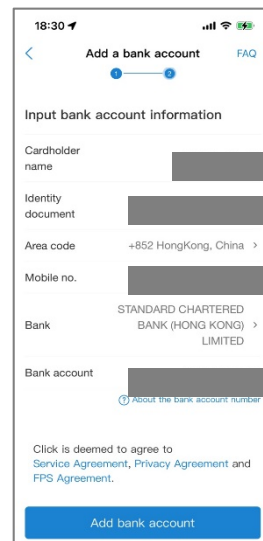 18:30
Add a bank account FAQ
1 2
Input bank account information
Cardholder
name
Identity
document
Area code +852 HongKong, China >
Mobile no.
STANDARD CHARTERED
Bank BANK (HONG KONG) >
LIMITED
Bank account
? About the bank account number
Click is deemed to agree to
Service Agreement, Privacy Agreement and
FPS Agreement.
Add bank account